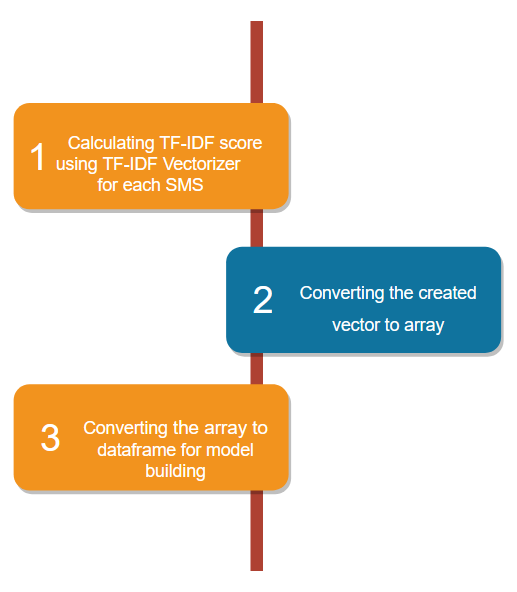 1
Calculating TF-IDF score
using TF-IDF Vectorizer
for each SMS
2
Converting the created
vector to array
3
Converting the array to
dataframe for model
building